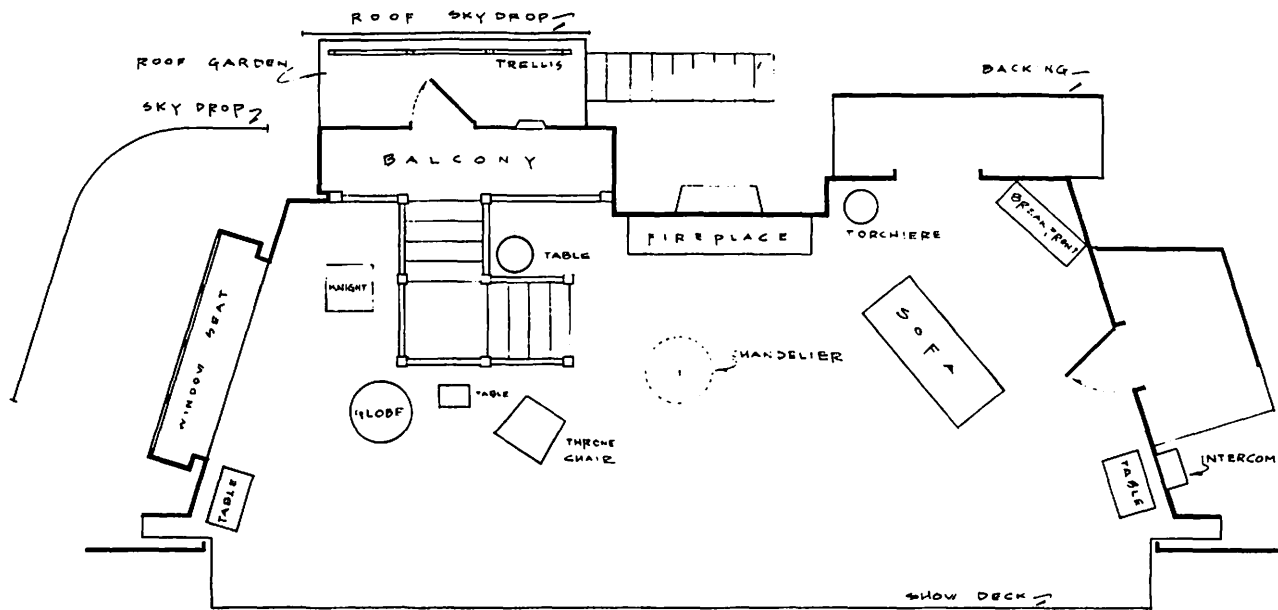 ROOF SKY DROP
ROOF GARDEN
TRELLIS
SKY DROP
BACKING
BALCONY
FIREPLACE
TORCHIERE
BREAKFRONT
TABLE
KNIGHT
WINDOW SEAT
SOFA
CHANDELIER
GLOBE
TABLE
THRONE
CHAIR
TABLE
TABLE
INTERCOM
SHOW DECK